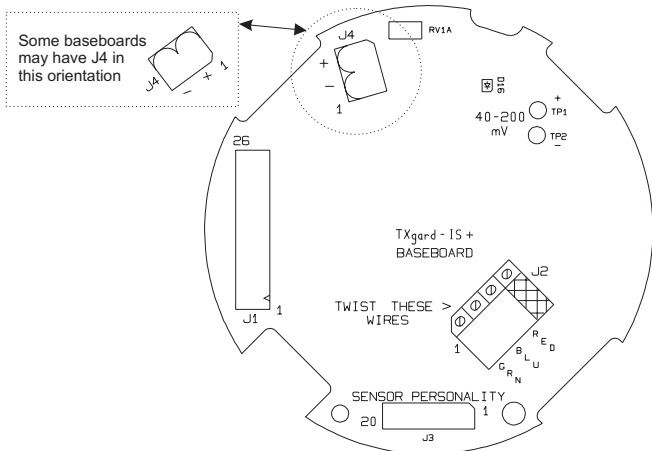 Some baseboards
may have J4 in
this orientation
J4
- + 1
J4
+
-
1
RV1A
D16
40-200
mV
+
TP1
TP2
-
26
1
J1
TXgard-IS+
BASEBOARD
J2
TWIST THESE >
WIRES
1
RED
BLU
GRN
SENSOR PERSONALITY
20
1
J3